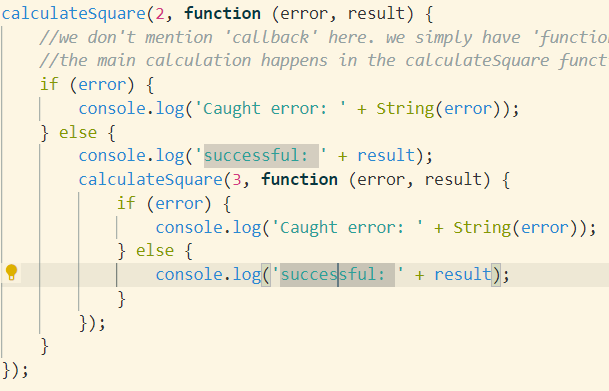 calculateSquare(2, function (error, result) {
    //we don't mention 'callback' here. we simply have 'function
    //the main calculation happens in the calculateSquare funct
    if (error) {
        console.log('Caught error: ' + String(error));
    } else {
        console.log('successful: ' + result);
        calculateSquare(3, function (error, result) {
            if (error) {
                console.log('Caught error: ' + String(error));
            } else {
                console.log('successful: ' + result);
            }
        });
    }
});